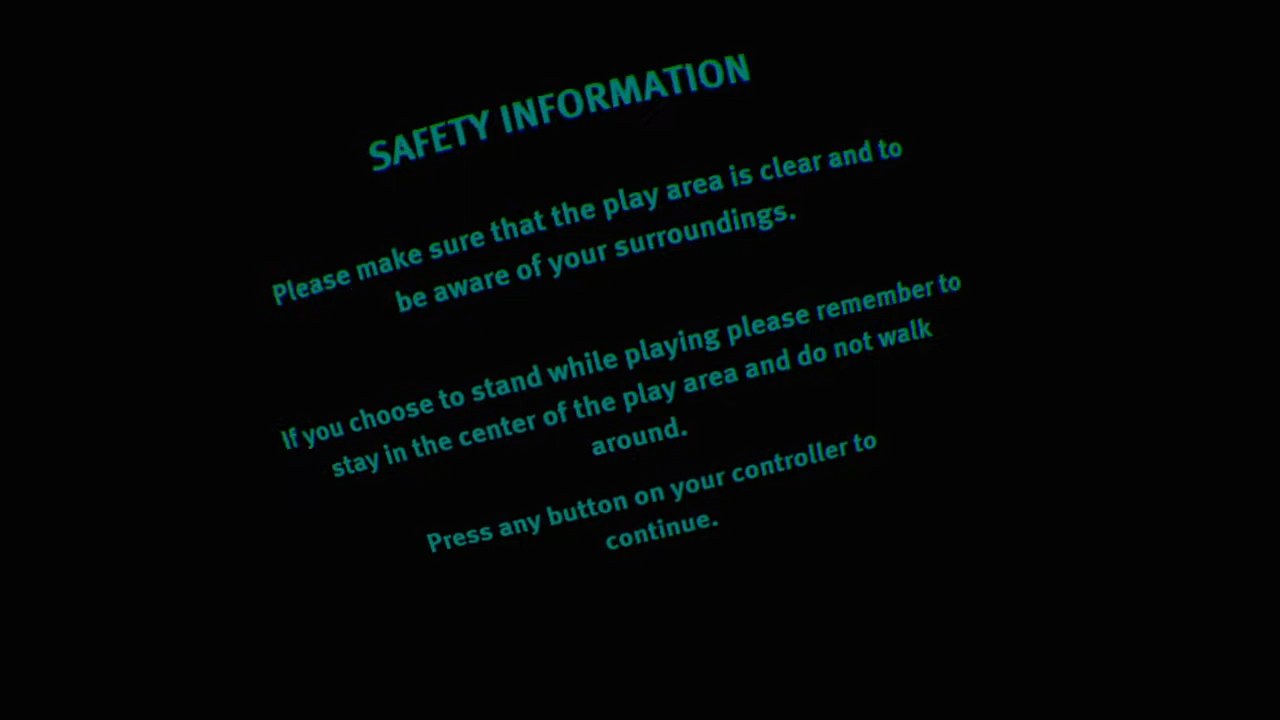 SAFETY INFORMATION
Please make sure that the play area is clear and to
be aware of your surroundings.
If you choose to stand while playing please remember to
stay in the center of the play area and do not walk
around.
Press any button on your controller to
continue.